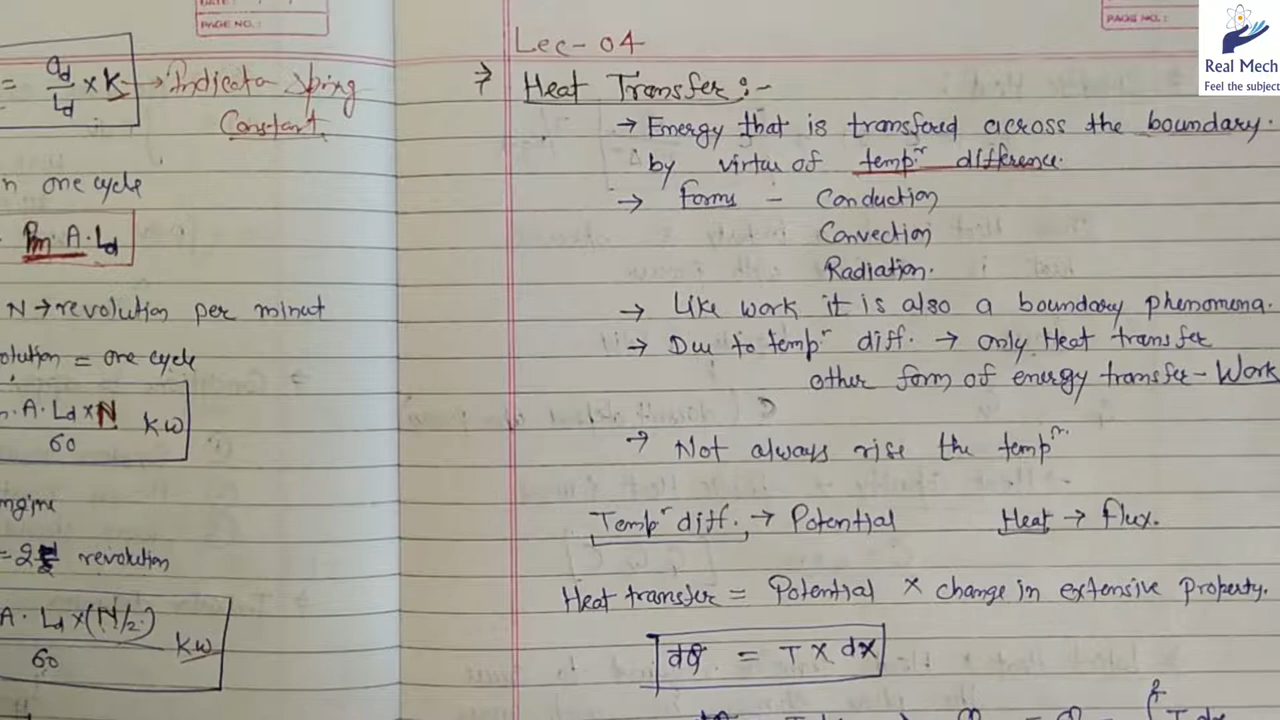 PAGE NO.:
= ad/Ld × K → Indicator Sping
Constant.
n one cycle
Pm A. Ld
N → revolution per minut
olution = one cycle
. A. Ld × N / 60 kw
ngine
= 2 revolution
A. Ld × (N/2) / 60 kw
PAGE NO.:
Real Mech
Feel the subject
Lec-04
⇒ Heat Transfer :-
→ Energy that is transfered across the boundary.
by virtue of tempr difference.
→ forms - Conduction
Convection
Radiation.
→ Like work it is also a boundary phenomena.
→ Due to tempr diff. → only Heat transfer
other form of energy transfer - Work
→ Not always rise the tempr.
Tempr diff. → Potential Heat → flux.
Heat transfer = Potential × change in extensive property.
dQ = T × dx